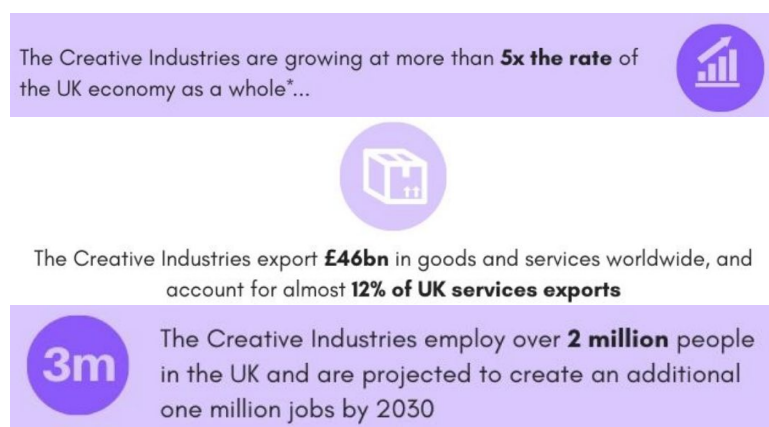 The Creative Industries are growing at more than 5x the rate of
the UK economy as a whole*...
The Creative Industries export £46bn in goods and services worldwide, and
account for almost 12% of UK services exports
3m
The Creative Industries employ over 2 million people
in the UK and are projected to create an additional
one million jobs by 2030